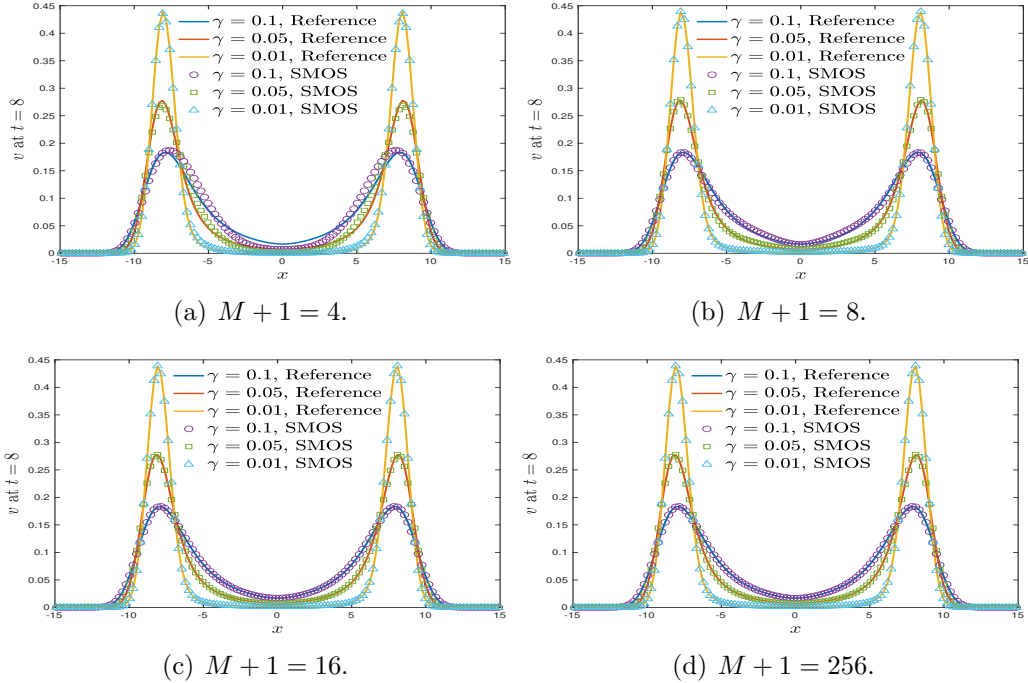 0.45
0.4
0.35
0.3
0.25
0.2
0.15
0.1
0.05
0
v at t = 8
γ = 0.1, Reference
γ = 0.05, Reference
γ = 0.01, Reference
γ = 0.1, SMOS
γ = 0.05, SMOS
γ = 0.01, SMOS
-15 -10 -5 0 5 10 15
x
(a) M + 1 = 4.
0.45
0.4
0.35
0.3
0.25
0.2
0.15
0.1
0.05
0
v at t = 8
γ = 0.1, Reference
γ = 0.05, Reference
γ = 0.01, Reference
γ = 0.1, SMOS
γ = 0.05, SMOS
γ = 0.01, SMOS
-15 -10 -5 0 5 10 15
x
(b) M + 1 = 8.
0.45
0.4
0.35
0.3
0.25
0.2
0.15
0.1
0.05
0
v at t = 8
γ = 0.1, Reference
γ = 0.05, Reference
γ = 0.01, Reference
γ = 0.1, SMOS
γ = 0.05, SMOS
γ = 0.01, SMOS
-15 -10 -5 0 5 10 15
x
(c) M + 1 = 16.
0.45
0.4
0.35
0.3
0.25
0.2
0.15
0.1
0.05
0
v at t = 8
γ = 0.1, Reference
γ = 0.05, Reference
γ = 0.01, Reference
γ = 0.1, SMOS
γ = 0.05, SMOS
γ = 0.01, SMOS
-15 -10 -5 0 5 10 15
x
(d) M + 1 = 256.